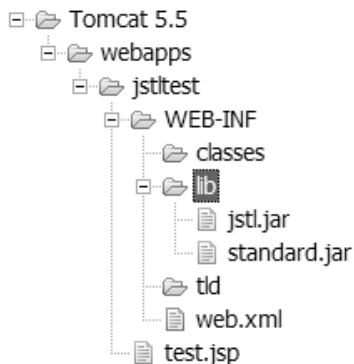 Tomcat 5.5
webapps
jstltest
WEB-INF
classes
lib
jstl.jar
standard.jar
tld
web.xml
test.jsp